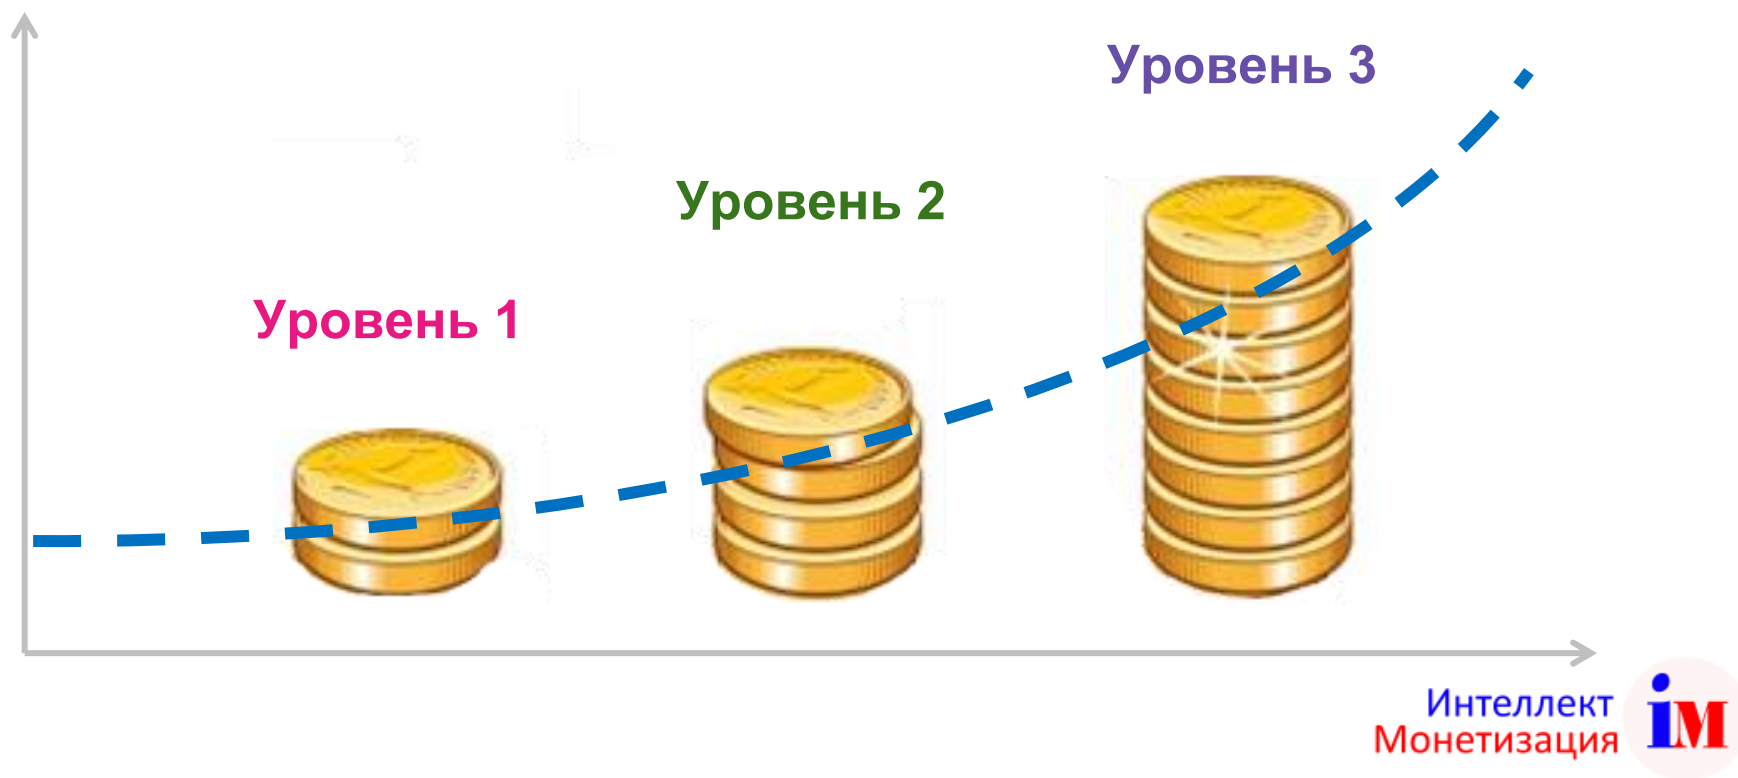 Уровень 3
Уровень 2
Уровень 1
Интеллект
Монетизация
iM